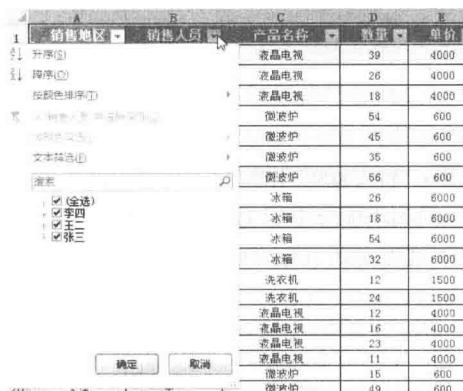 A B C D E
1 销售地区 销售人员 产品名称 数量 单价
升序(S)
降序(O)
按颜色排序(T)
文本筛选(F)
搜索
(全选)
李四
王二
张三
确定 取消
液晶电视 39 4000
液晶电视 26 4000
液晶电视 18 4000
微波炉 54 600
微波炉 45 600
微波炉 35 600
微波炉 56 600
冰箱 26 6000
冰箱 18 6000
冰箱 54 6000
冰箱 32 6000
洗衣机 12 1500
洗衣机 24 1500
液晶电视 12 4000
液晶电视 16 4000
液晶电视 23 4000
液晶电视 11 4000
微波炉 15 600
微波炉 49 600